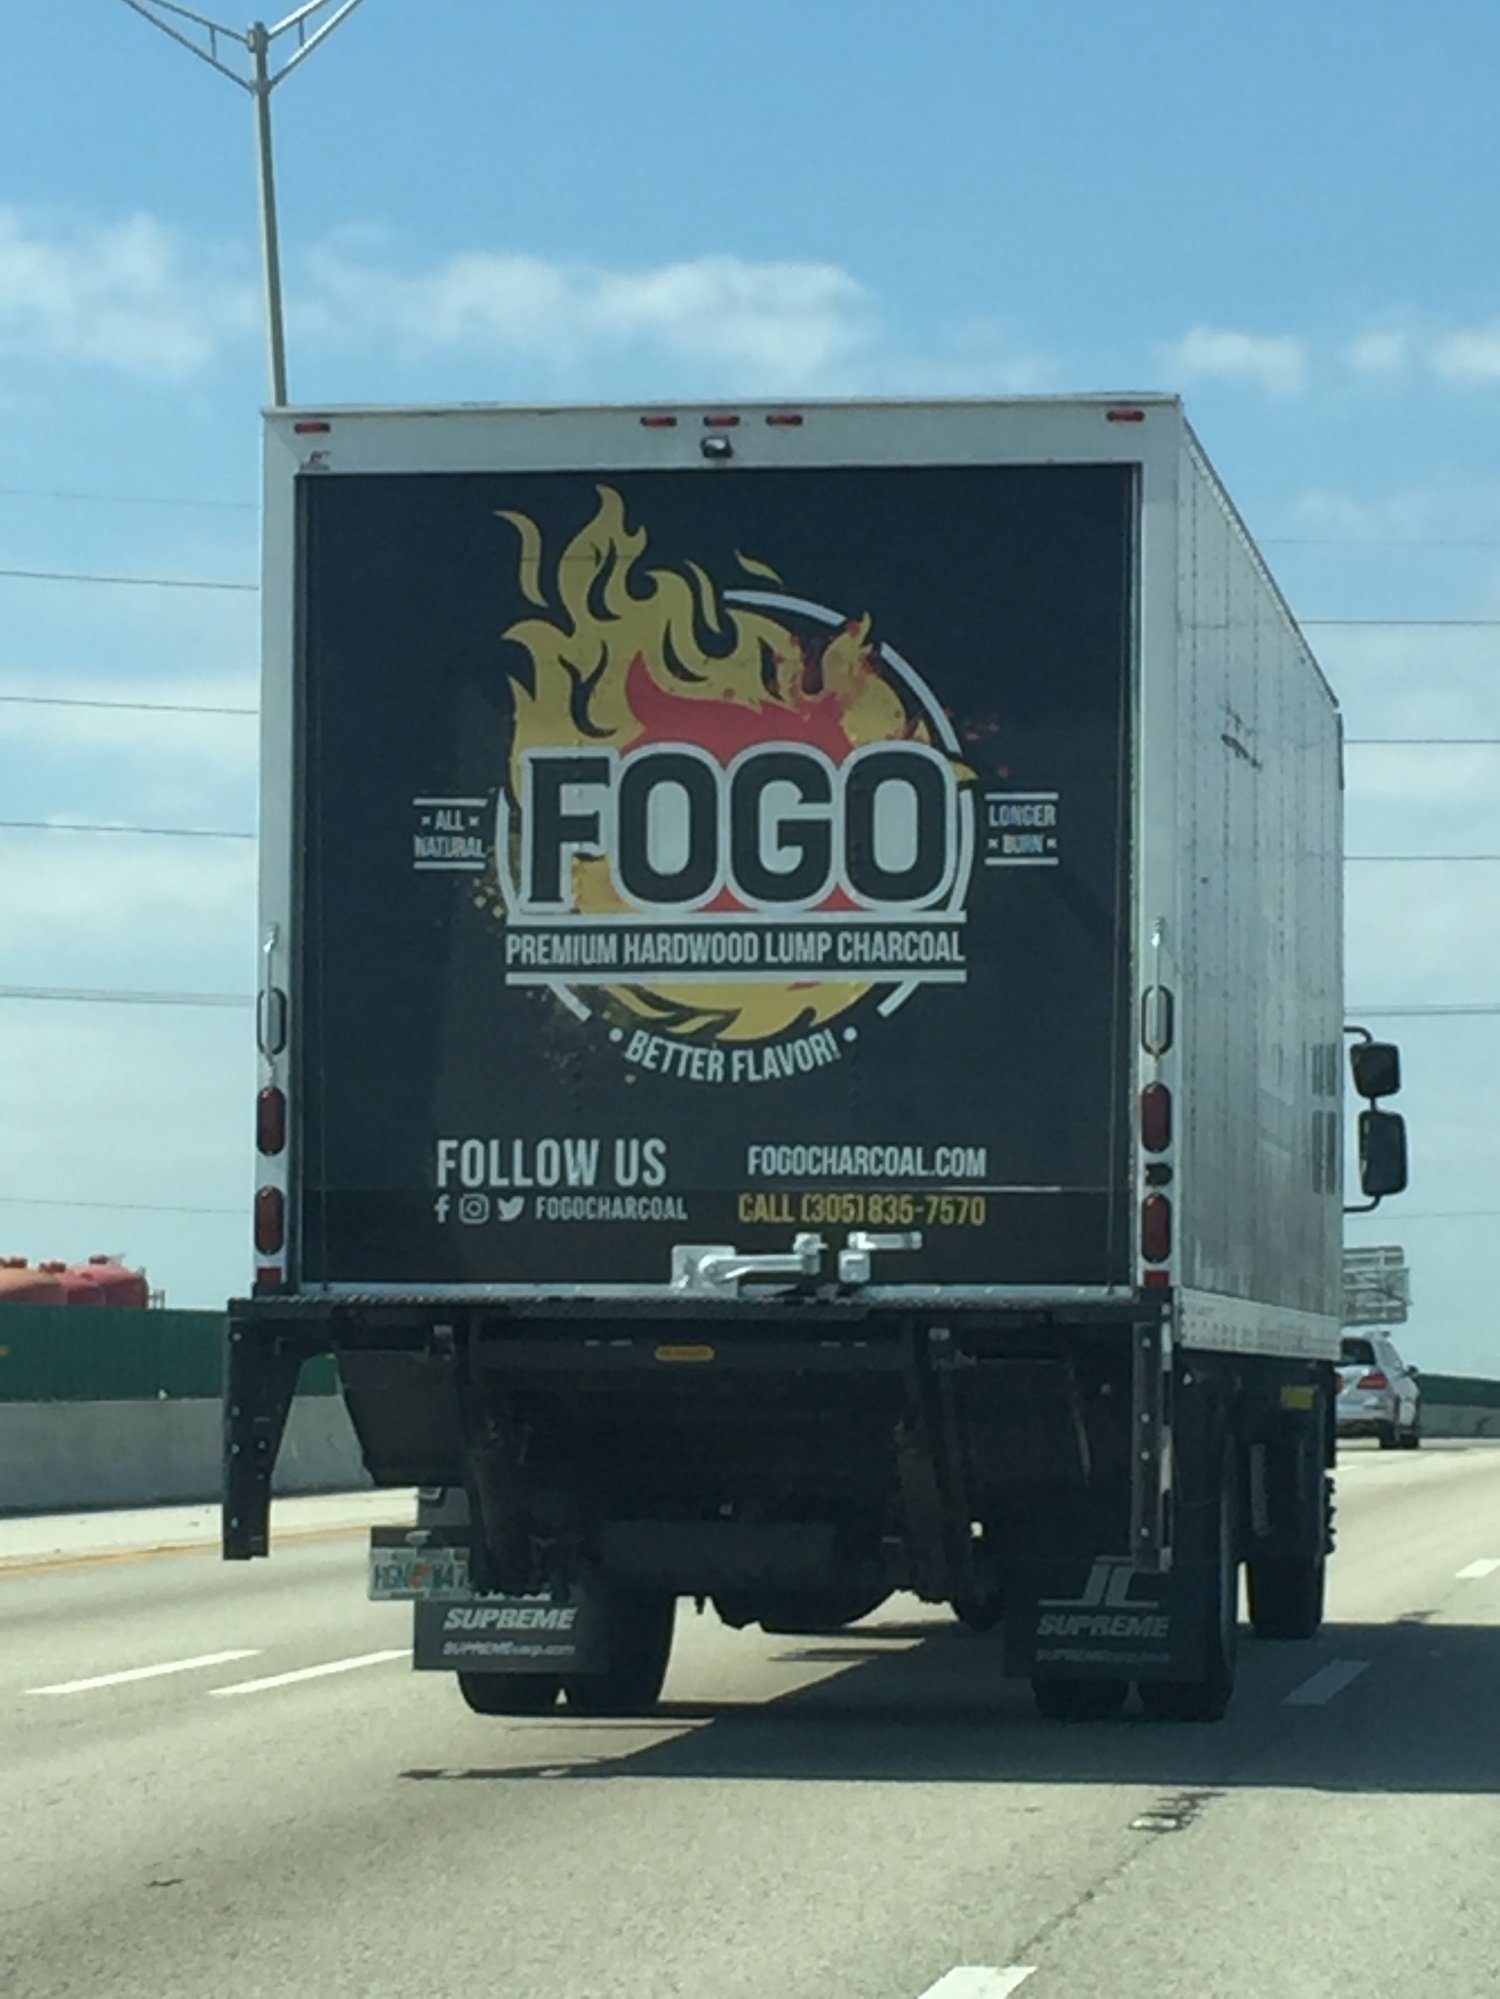 FOGO
ALL
NATURAL
LONGER
BURN
PREMIUM HARDWOOD LUMP CHARCOAL
• BETTER FLAVOR! •
FOLLOW US
FOGOCHARCOAL
FOGOCHARCOAL.COM
CALL (305) 836-7570
SUPREME
JC
SUPREME